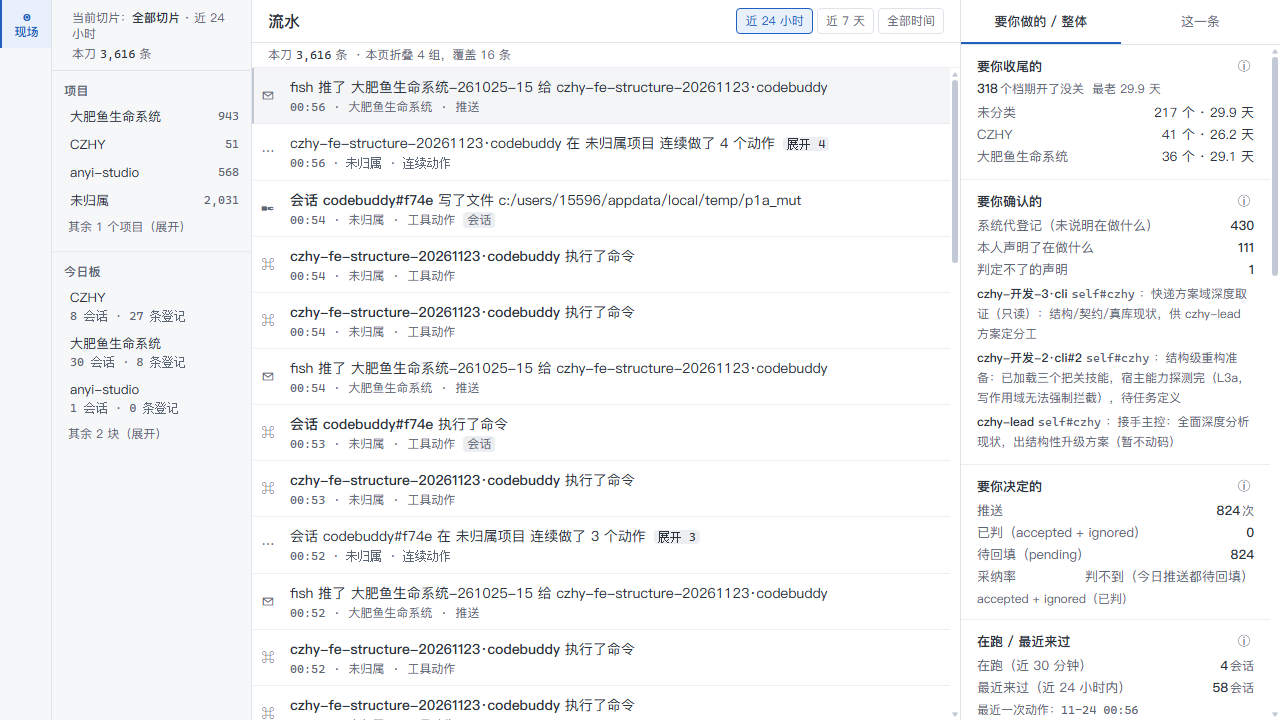 现场
当前切片: 全部切片 · 近 24
小时
本刀 3,616 条
项目
大肥鱼生命系统 943
CZHY 51
anyi-studio 568
未归属 2,031
其余 1 个项目（展开）
今日板
CZHY
8 会话 · 27 条登记
大肥鱼生命系统
30 会话 · 8 条登记
anyi-studio
1 会话 · 0 条登记
其余 2 块（展开）
流水
近 24 小时
近 7 天
全部时间
本刀 3,616 条 · 本页折叠 4 组，覆盖 16 条
fish 推了 大肥鱼生命系统-261025-15 给 czhy-fe-structure-20261123·codebuddy
00:56 · 大肥鱼生命系统 · 推送
czhy-fe-structure-20261123·codebuddy 在 未归属项目 连续做了 4 个动作 展开 4
00:56 · 未归属 · 连续动作
会话 codebuddy#f74e 写了文件 c:/users/15596/appdata/local/temp/p1a_mut
00:54 · 未归属 · 工具动作 会话
czhy-fe-structure-20261123·codebuddy 执行了命令
00:54 · 未归属 · 工具动作
czhy-fe-structure-20261123·codebuddy 执行了命令
00:54 · 未归属 · 工具动作
fish 推了 大肥鱼生命系统-261025-15 给 czhy-fe-structure-20261123·codebuddy
00:54 · 大肥鱼生命系统 · 推送
会话 codebuddy#f74e 执行了命令
00:53 · 未归属 · 工具动作 会话
czhy-fe-structure-20261123·codebuddy 执行了命令
00:53 · 未归属 · 工具动作
会话 codebuddy#f74e 在 未归属项目 连续做了 3 个动作 展开 3
00:52 · 未归属 · 连续动作
fish 推了 大肥鱼生命系统-261025-15 给 czhy-fe-structure-20261123·codebuddy
00:52 · 大肥鱼生命系统 · 推送
czhy-fe-structure-20261123·codebuddy 执行了命令
00:52 · 未归属 · 工具动作
czhy-fe-structure-20261123·codebuddy 执行了命令
要你做的 / 整体
这一条
要你收尾的
318 个档期开了没关 最老 29.9 天
未分类 217 个 · 29.9 天
CZHY 41 个 · 26.2 天
大肥鱼生命系统 36 个 · 29.1 天
要你确认的
系统代登记（未说明在做什么） 430
本人声明了在做什么 111
判定不了的声明 1
czhy-开发-3·cli self#czhy ：快递方案域深度取
证（只读）：结构/契约/真库现状，供 czhy-lead
方案定分工
czhy-开发-2·cli#2 self#czhy ：结构级重构准
备：已加载三个把关技能，宿主能力探测完（L3a，
写作用域无法强制拦截），待任务定义
czhy-lead self#czhy ：接手主控：全面深度分析
现状，出结构性升级方案（暂不动码）
要你决定的
推送 824次
已判（accepted + ignored） 0
待回填（pending） 824
采纳率 判不到（今日推送都待回填）
accepted + ignored（已判）
在跑 / 最近来过
在跑（近 30 分钟） 4会话
最近来过（近 24 小时内） 58会话
最近一次动作：11-24 00:56